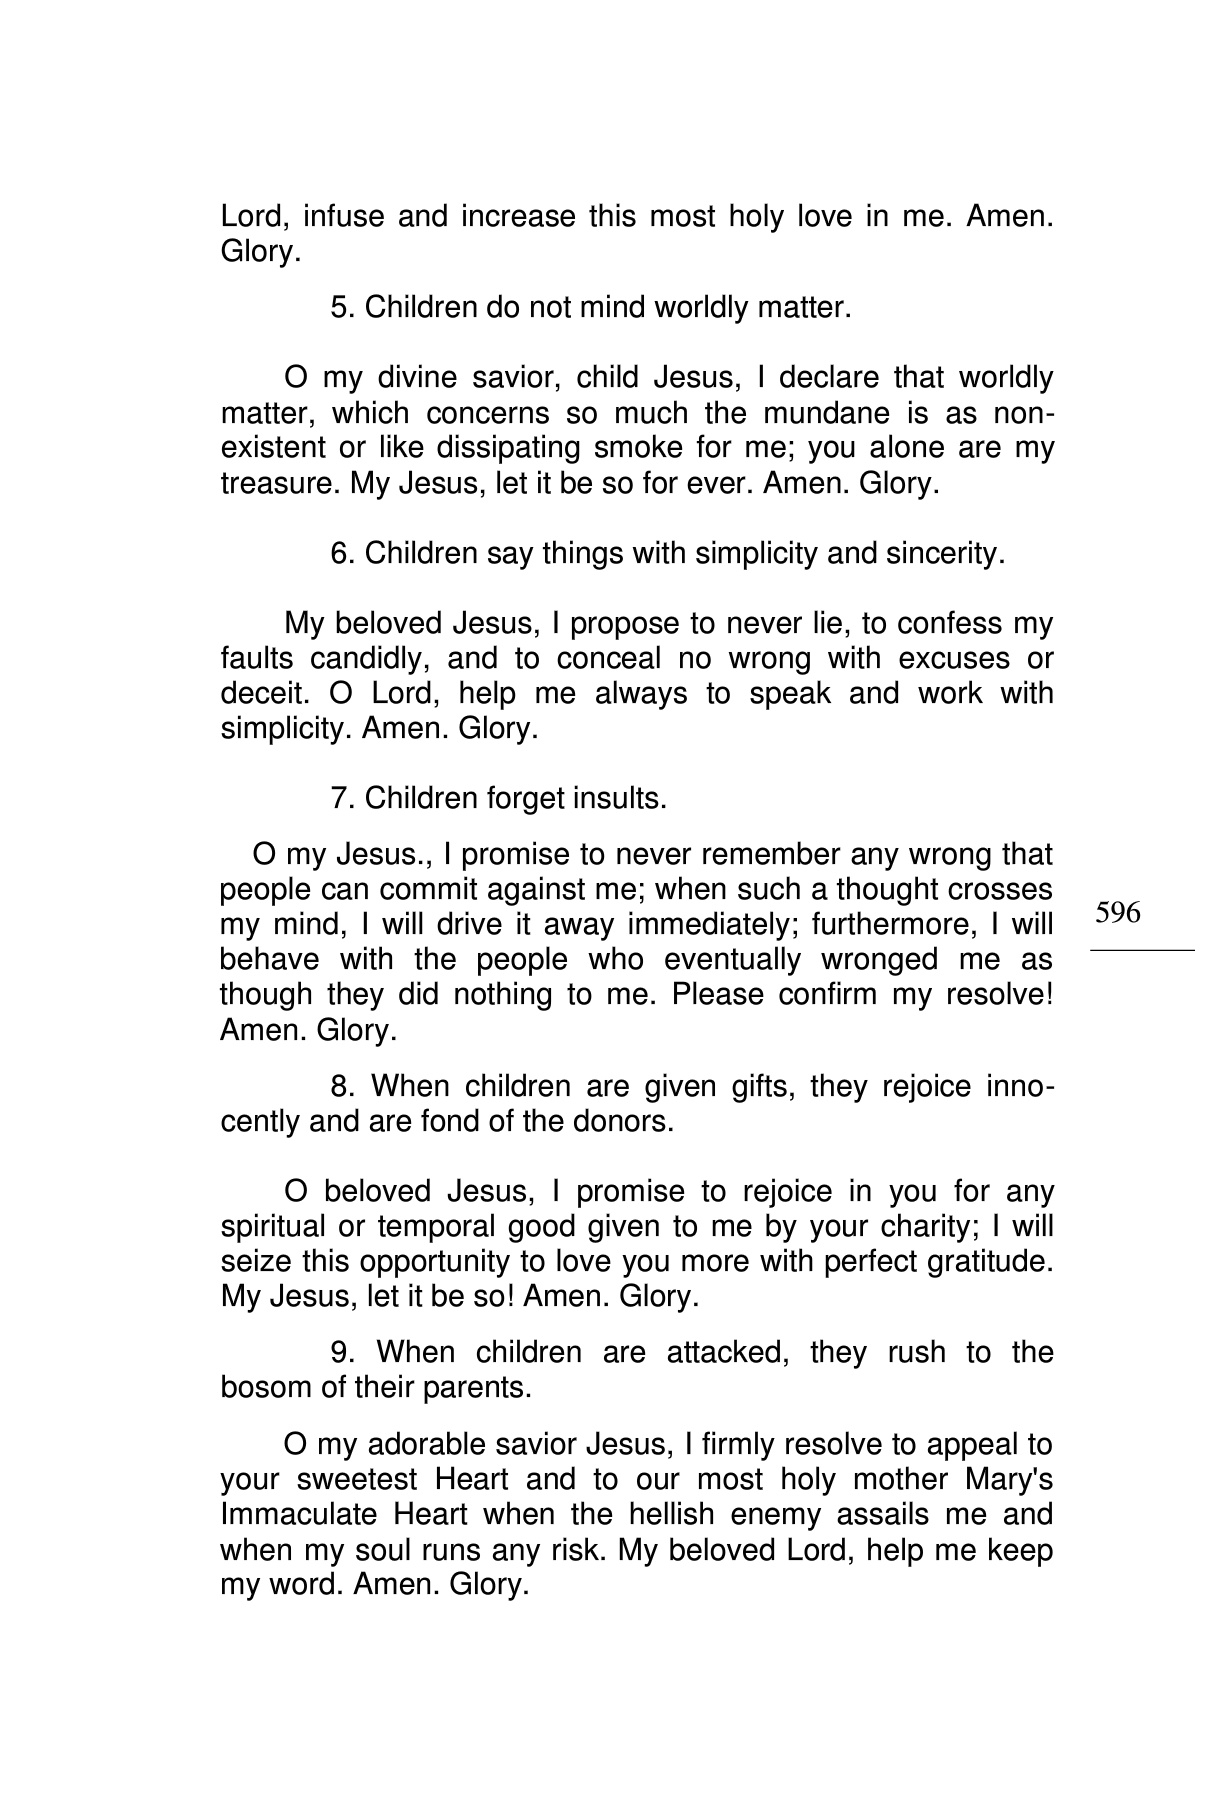 Lord, infuse and increase this most holy love in me. Amen.
Glory.
5. Children do not mind worldly matter.
O my divine savior, child Jesus, I declare that worldly
matter, which concerns so much the mundane is as non-
existent or like dissipating smoke for me; you alone are my
treasure. My Jesus, let it be so for ever. Amen. Glory.
6. Children say things with simplicity and sincerity.
My beloved Jesus, I propose to never lie, to confess my
faults candidly, and to conceal no wrong with excuses or
deceit. O Lord, help me always to speak and work with
simplicity. Amen. Glory.
7. Children forget insults.
O my Jesus., I promise to never remember any wrong that
people can commit against me; when such a thought crosses
my mind, I will drive it away immediately; furthermore, I will
behave with the people who eventually wronged me as
though they did nothing to me. Please confirm my resolve!
Amen. Glory.
596
8. When children are given gifts, they rejoice inno-
cently and are fond of the donors.
O beloved Jesus, I promise to rejoice in you for any
spiritual or temporal good given to me by your charity; I will
seize this opportunity to love you more with perfect gratitude.
My Jesus, let it be so! Amen. Glory.
9. When children are attacked, they rush to the
bosom of their parents.
O my adorable savior Jesus, I firmly resolve to appeal to
your sweetest Heart and to our most holy mother Mary's
Immaculate Heart when the hellish enemy assails me and
when my soul runs any risk. My beloved Lord, help me keep
my word. Amen. Glory.